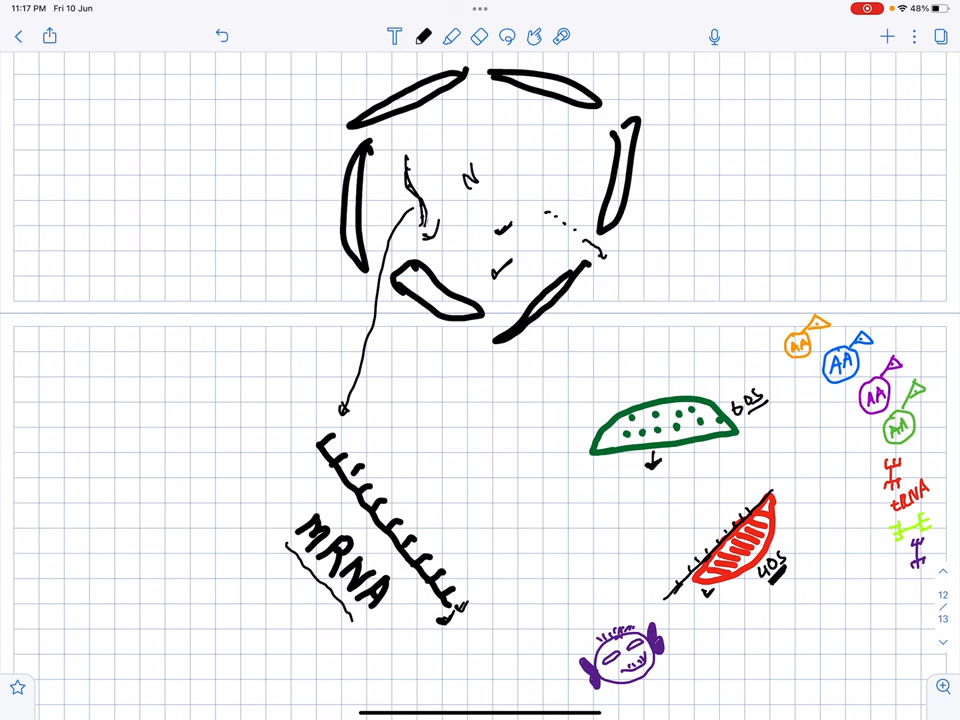 11:17 PM Fri 10 Jun
48%
N
AA
AA
AA
AA
60s
tRNA
mRNA
40s
12
/
13